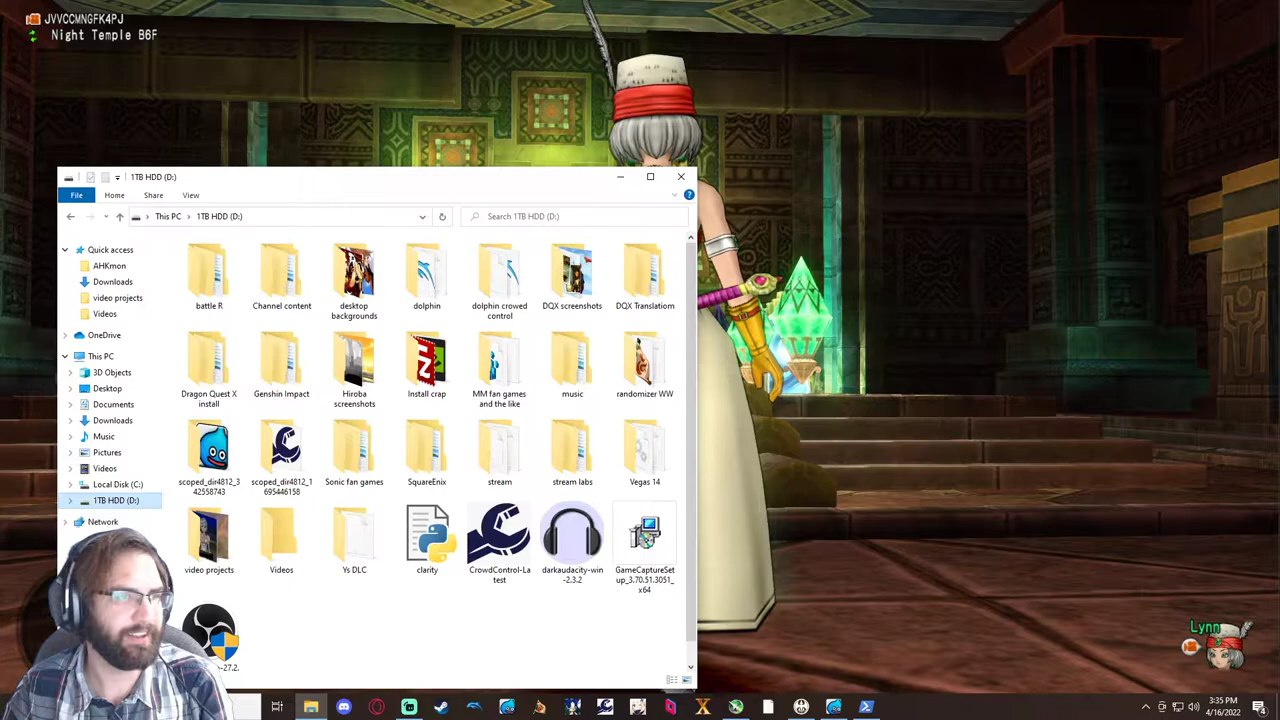 JVVCCMNGFK4PJ
Night Temple B6F
1TB HDD (D:)
File
Home
Share
View
This PC
1TB HDD (D:)
Search 1TB HDD (D:)
Quick access
AHKmon
Downloads
video projects
Videos
OneDrive
This PC
3D Objects
Desktop
Documents
Downloads
Music
Pictures
Videos
Local Disk (C:)
1TB HDD (D:)
Network
battle R
Channel content
desktop
backgrounds
dolphin
dolphin crowed
control
DQX screenshots
DQX Translatiom
Dragon Quest X
install
Genshin Impact
Hiroba
screenshots
Install crap
MM fan games
and the like
music
randomizer WW
scoped_dir4812_3
42558743
scoped_dir4812_1
695446158
Sonic fan games
SquareEnix
stream
stream labs
Vegas 14
video projects
Videos
Ys DLC
clarity
CrowdControl-La
test
darkaudacity-win
-2.3.2
GameCaptureSet
up_3.70.51.3051_
x64
-27.2.
Lynn
3:35 PM
4/16/2022